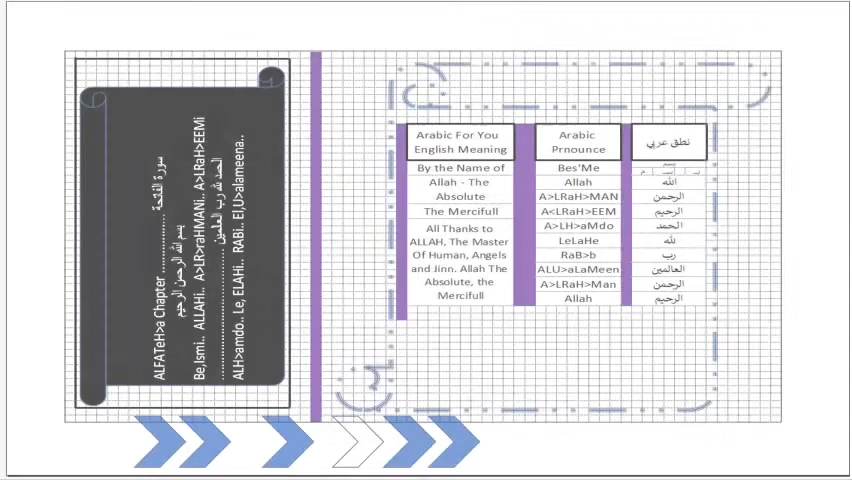 ALFATeH>a Chapter ................. سورة الفتحة
بسم الله الرحمن الرحيم
Be,Ismi.. ALLAHi.. A>LR>raHMANi.. A>LRaH>EEMi
الحمد لله رب العلمين
ALH>amdo.. Le,ELAHi.. RABi.. El,U>alameena..
Arabic For You
English Meaning
Arabic
Prnounce
نطق عربي
By the Name of
Allah - The
Absolute
The Mercifull
All Thanks to
ALLAH, The Master
Of Human, Angels
and Jinn. Allah The
Absolute, the
Mercifull
Bes'Me
Allah
A>LRaH>MAN
A<LRaH>EEM
A>LH>aMdo
LeLaHe
RaB>b
ALU>aLaMeen
A>LRaH>Man
Allah
بسم
الله
الرحمن
الرحيم
الحمد
لله
رب
العالمين
الرحمن
الرحيم